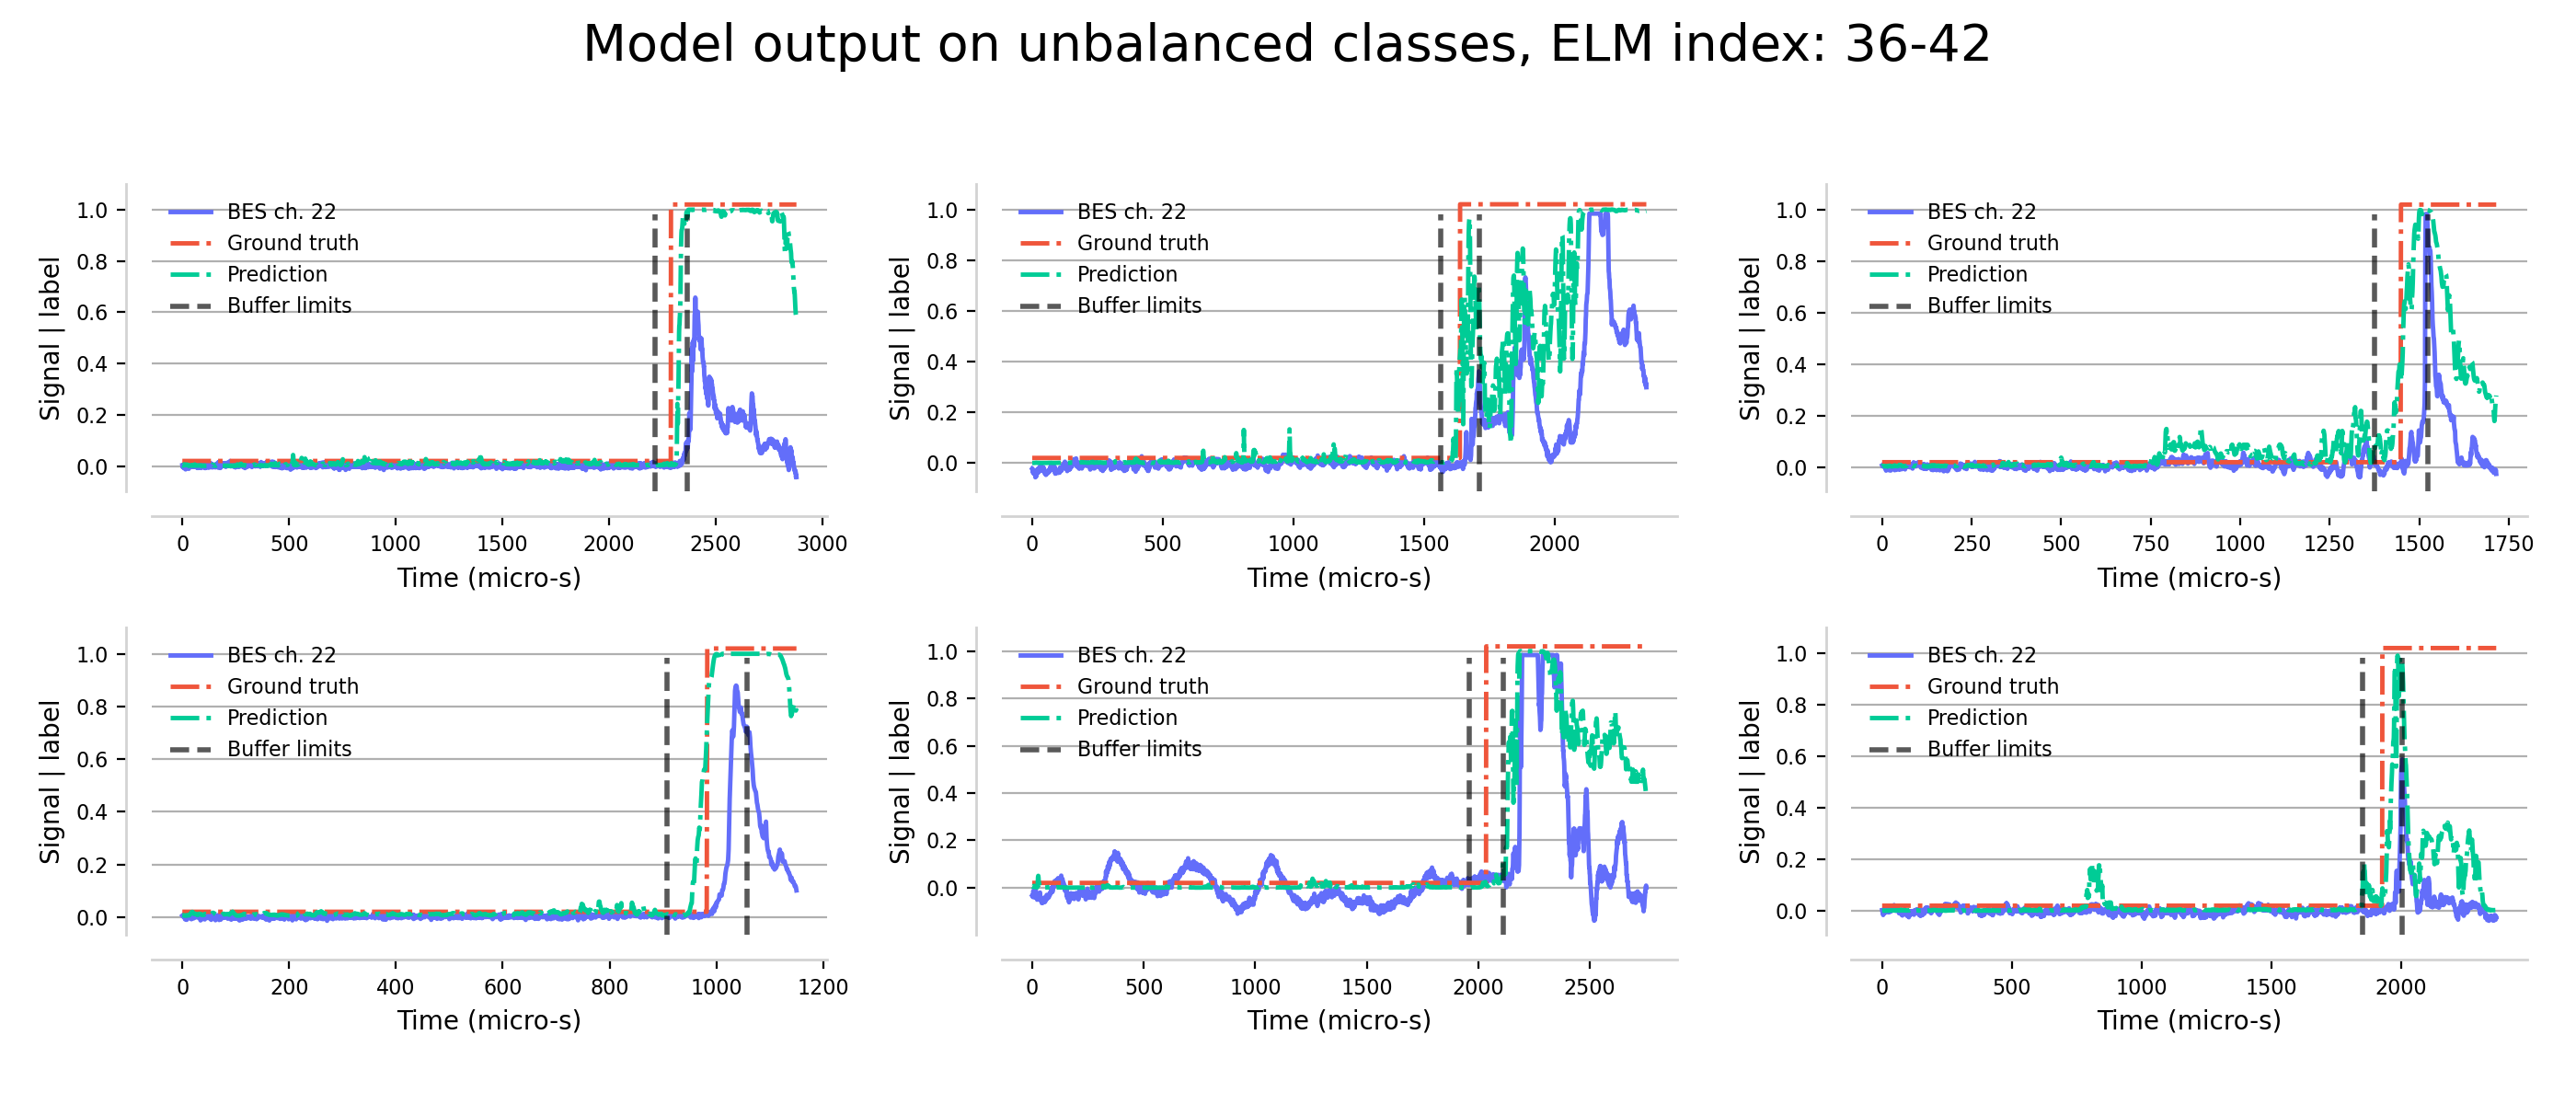 Model output on unbalanced classes, ELM index: 36-42
Signal | label
1.0
0.8
0.6
0.4
0.2
0.0
BES ch. 22
Ground truth
Prediction
Buffer limits
0 500 1000 1500 2000 2500 3000
Time (micro-s)
Signal | label
1.0
0.8
0.6
0.4
0.2
0.0
BES ch. 22
Ground truth
Prediction
Buffer limits
0 500 1000 1500 2000
Time (micro-s)
Signal | label
1.0
0.8
0.6
0.4
0.2
0.0
BES ch. 22
Ground truth
Prediction
Buffer limits
0 250 500 750 1000 1250 1500 1750
Time (micro-s)
Signal | label
1.0
0.8
0.6
0.4
0.2
0.0
BES ch. 22
Ground truth
Prediction
Buffer limits
0 200 400 600 800 1000 1200
Time (micro-s)
Signal | label
1.0
0.8
0.6
0.4
0.2
0.0
BES ch. 22
Ground truth
Prediction
Buffer limits
0 500 1000 1500 2000 2500
Time (micro-s)
Signal | label
1.0
0.8
0.6
0.4
0.2
0.0
BES ch. 22
Ground truth
Prediction
Buffer limits
0 500 1000 1500 2000
Time (micro-s)